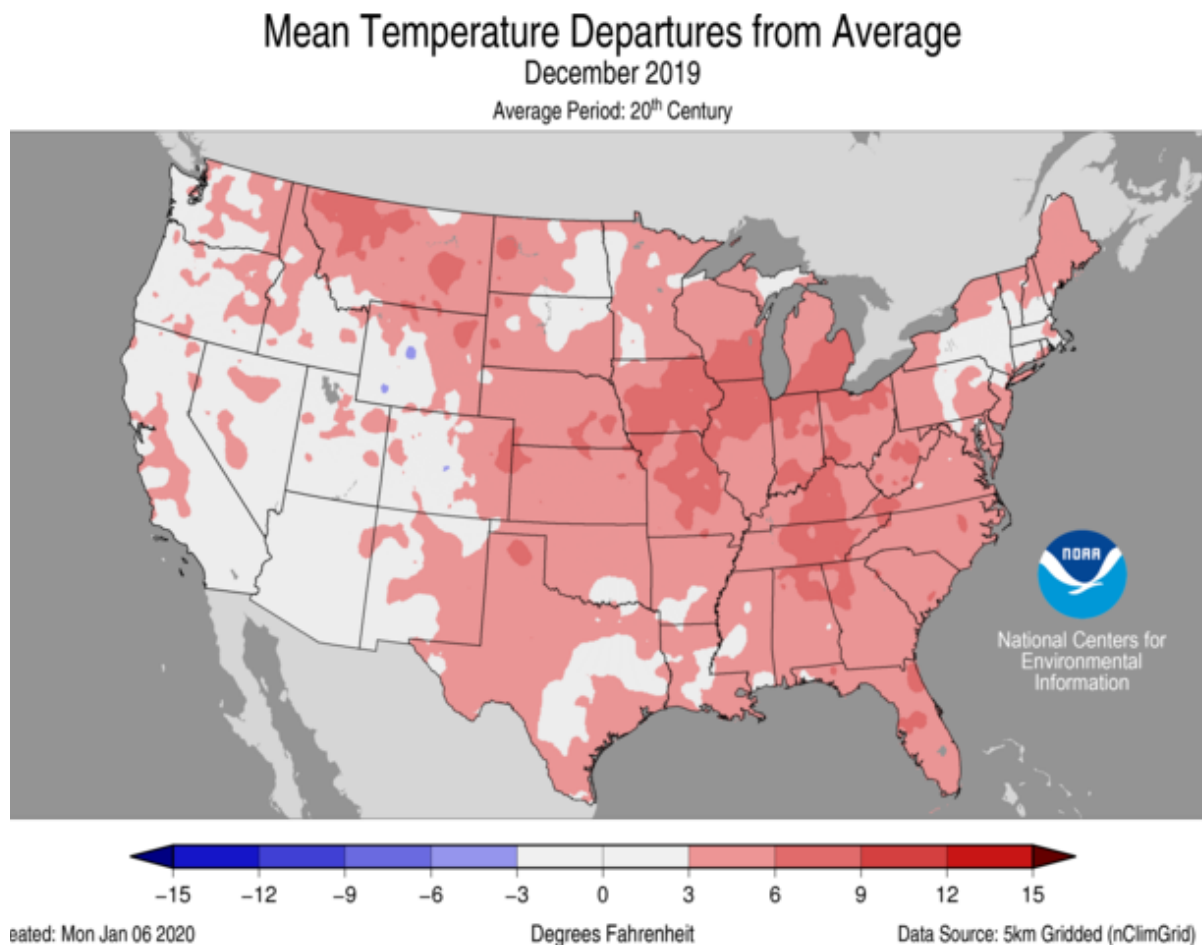 Mean Temperature Departures from Average
December 2019
Average Period: 20th Century
NOAA
National Centers for
Environmental
Information
−15 −12 −9 −6 −3 0 3 6 9 12 15
eated: Mon Jan 06 2020 Degrees Fahrenheit Data Source: 5km Gridded (nClimGrid)